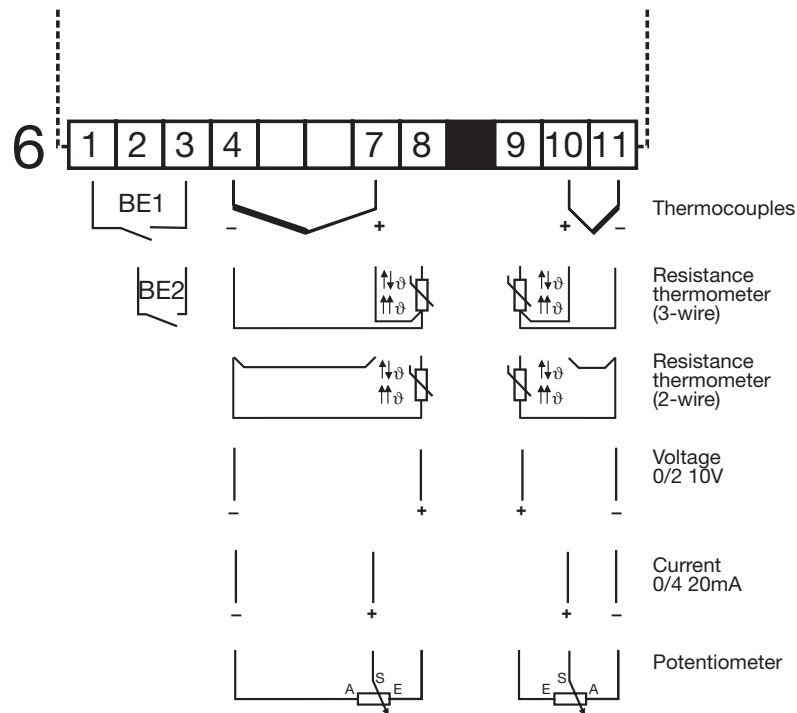 6 1 2 3 4 7 8 9 10 11
BE1
– + + –
Thermocouples
BE2
ϑ ϑ
ϑ ϑ
Resistance
thermometer
(3-wire)
ϑ ϑ
ϑ ϑ
Resistance
thermometer
(2-wire)
Voltage
0/2 10V
– + + –
Current
0/4 20mA
– + + –
Potentiometer
A S E E S A